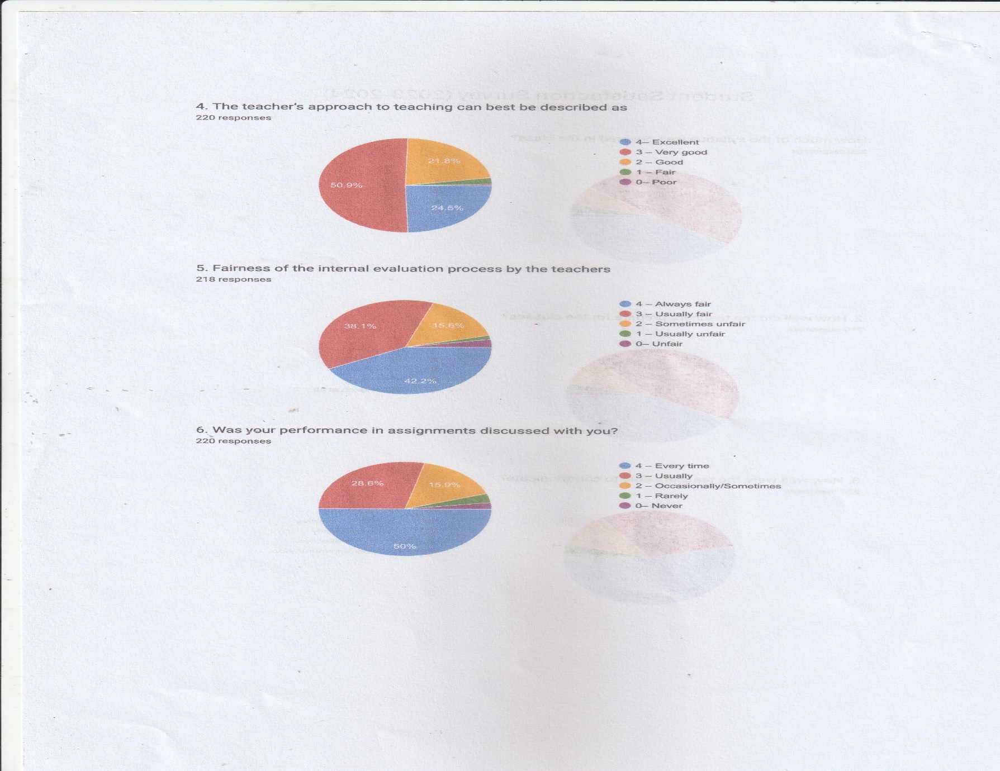 4. The teacher's approach to teaching can best be described as
220 responses
21.8%
50.9%
24.5%
4– Excellent
3 – Very good
2 – Good
1 – Fair
0– Poor
5. Fairness of the internal evaluation process by the teachers
218 responses
38.1%
15.6%
42.2%
4 – Always fair
3 – Usually fair
2 – Sometimes unfair
1 – Usually unfair
0– Unfair
6. Was your performance in assignments discussed with you?
220 responses
28.6%
15.9%
50%
4 – Every time
3 – Usually
2 – Occasionally/Sometimes
1 – Rarely
0– Never